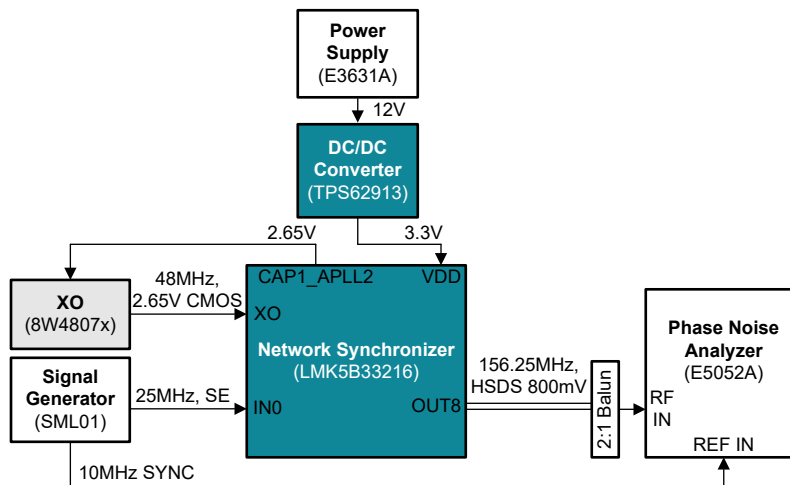 Power
Supply
(E3631A)
12V
DC/DC
Converter
(TPS62913)
2.65V
3.3V
CAP1_APLL2
VDD
XO
(8W4807x)
48MHz,
2.65V CMOS
XO
Network Synchronizer
(LMK5B33216)
Signal
Generator
(SML01)
25MHz, SE
IN0
OUT8
156.25MHz,
HSDS 800mV
2:1 Balun
Phase Noise
Analyzer
(E5052A)
RF
IN
REF IN
10MHz SYNC